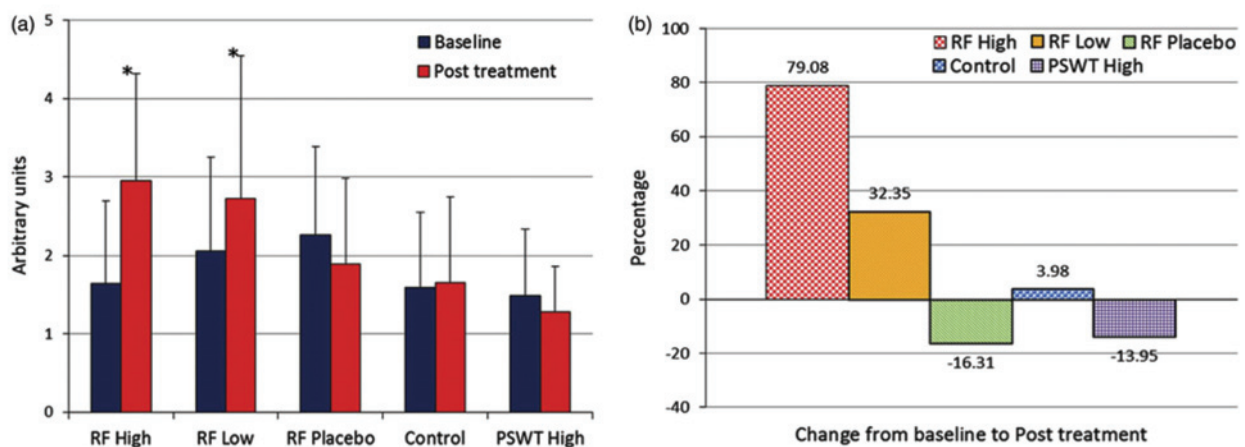 (a)
5
4
3
2
1
0
Arbitrary units
Baseline
Post treatment
*
*
RF High
RF Low
RF Placebo
Control
PSWT High
(b)
100
80
60
40
20
0
-20
-40
Percentage
RF High
RF Low
RF Placebo
Control
PSWT High
79.08
32.35
-16.31
3.98
-13.95
Change from baseline to Post treatment